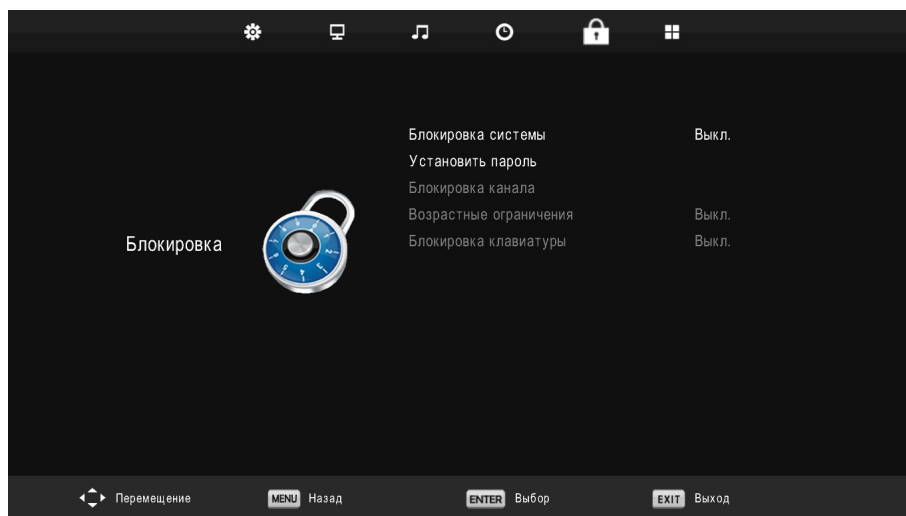 Блокировка системы Выкл.
Установить пароль
Блокировка канала
Возрастные ограничения Выкл.
Блокировка клавиатуры Выкл.
Блокировка
Перемещение MENU Назад ENTER Выбор EXIT Выход